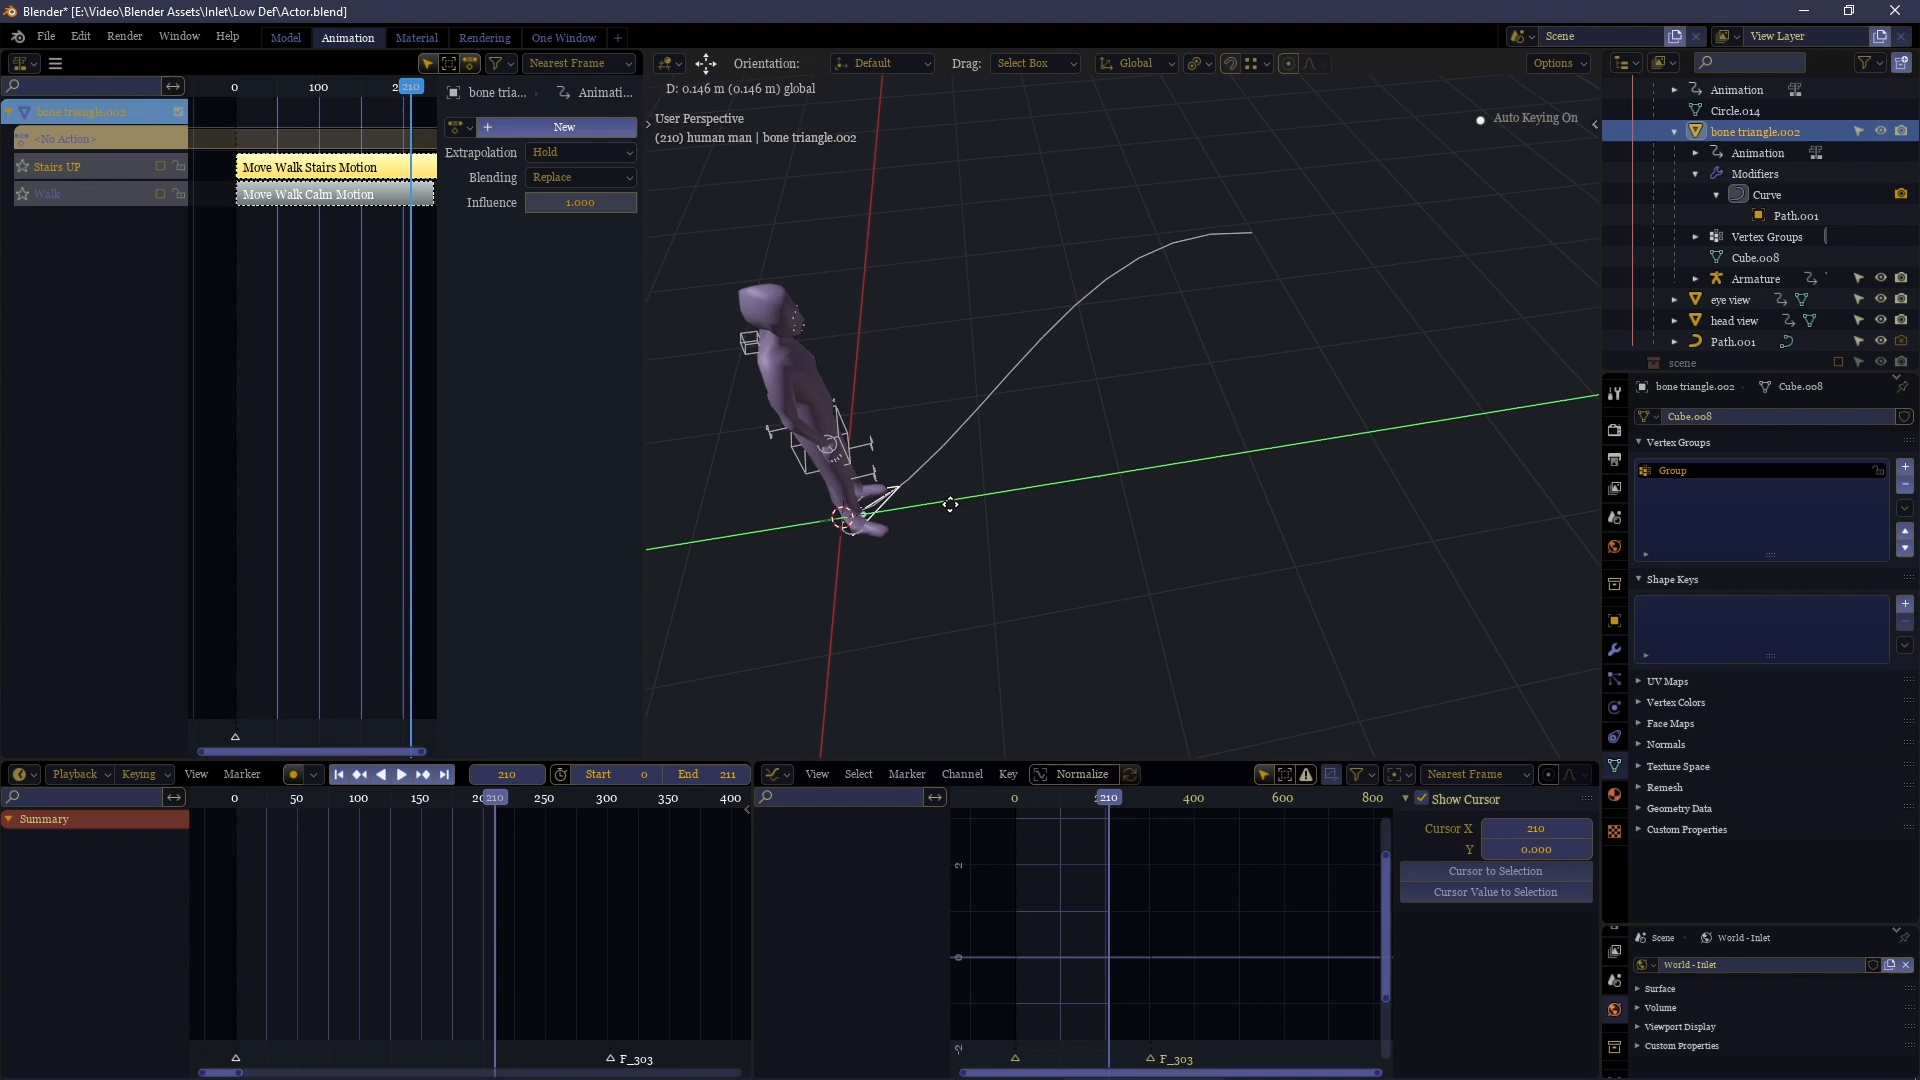 Blender* [E:\Video\Blender Assets\Inlet\Low Def\Actor.blend]
File Edit Render Window Help Model Animation Material Rendering One Window + Scene View Layer
Nearest Frame Orientation: Default Drag: Select Box Global Options
0 100 2 210
bone triangle.002
<No Action>
Stairs UP
Walk
Move Walk Stairs Motion
Move Walk Calm Motion
bone tria... Animati...
New
Extrapolation Hold
Blending Replace
Influence 1.000
D: 0.146 m (0.146 m) global
User Perspective
(210) human man | bone triangle.002
Auto Keying On
Animation
Circle.014
bone triangle.002
Animation
Modifiers
Curve
Path.001
Vertex Groups
Cube.008
Armature
eye view
head view
Path.001
scene
bone triangle.002 Cube.008
Cube.008
Vertex Groups
Group
Shape Keys
UV Maps
Vertex Colors
Face Maps
Normals
Texture Space
Remesh
Geometry Data
Custom Properties
Playback Keying View Marker 210 Start 0 End 211
0 50 100 150 20 210 250 300 350 400
Summary
F_303
View Select Marker Channel Key Normalize Nearest Frame
0 210 400 600 800
2
0
-2
F_303
Show Cursor
Cursor X 210
Y 0.000
Cursor to Selection
Cursor Value to Selection
Scene World-Inlet
World-Inlet
Surface
Volume
Viewport Display
Custom Properties